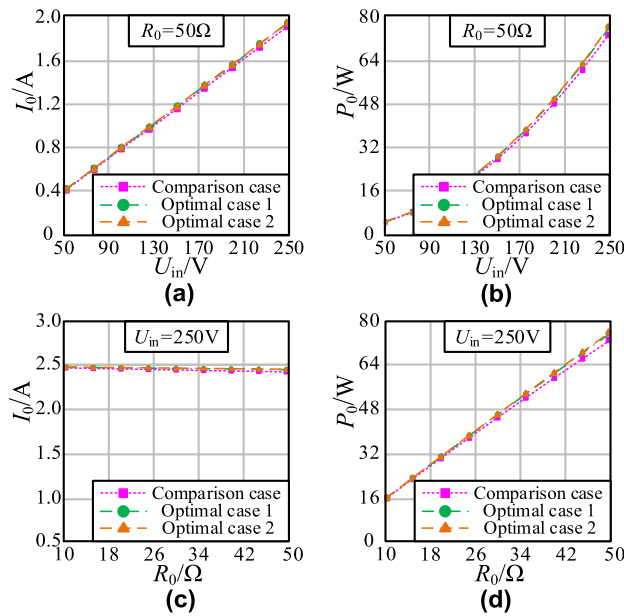 I₀/A
2.0
1.6
1.2
0.8
0.4
0
R₀=50Ω
Comparison case
Optimal case 1
Optimal case 2
50 90 130 170 210 250
U_in/V
(a)
P₀/W
80
64
48
32
16
0
R₀=50Ω
Comparison case
Optimal case 1
Optimal case 2
50 90 130 170 210 250
U_in/V
(b)
I₀/A
3.0
2.5
2.0
1.5
1.0
0.5
U_in=250V
Comparison case
Optimal case 1
Optimal case 2
10 18 26 34 42 50
R₀/Ω
(c)
P₀/W
80
64
48
32
16
0
U_in=250V
Comparison case
Optimal case 1
Optimal case 2
10 18 26 34 42 50
R₀/Ω
(d)